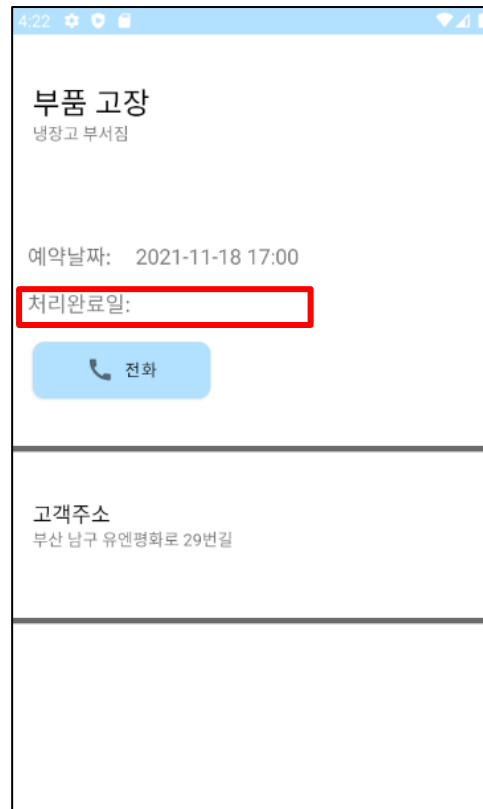 4:22
부품 고장
냉장고 부서짐
예약날짜: 2021-11-18 17:00
처리완료일:
전화
고객주소
부산 남구 유엔평화로 29번길